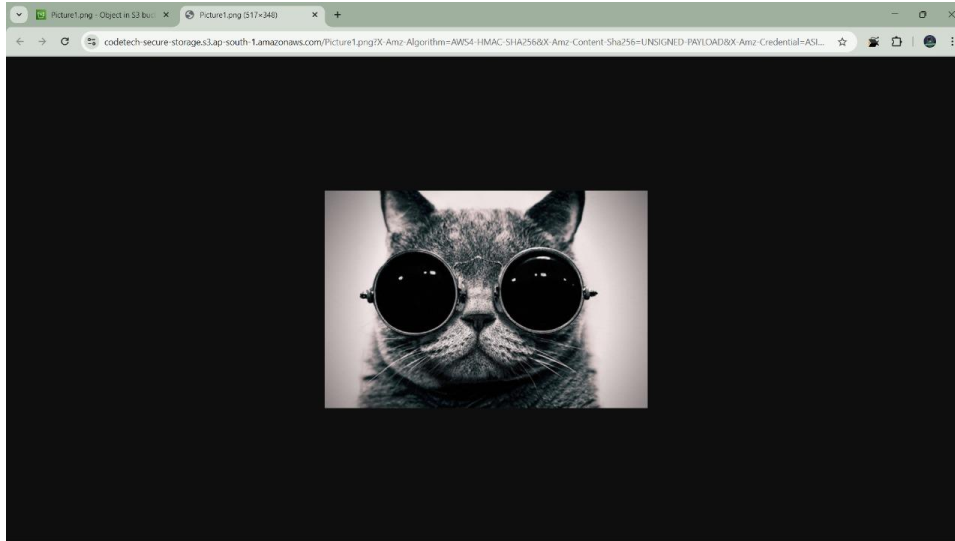 Picture1.png - Object in S3 buc
Picture1.png (517×348)
codetech-secure-storage.s3.ap-south-1.amazonaws.com/Picture1.png?X-Amz-Algorithm=AWS4-HMAC-SHA256&X-Amz-Content-Sha256=UNSIGNED-PAYLOAD&X-Amz-Credential=ASI...